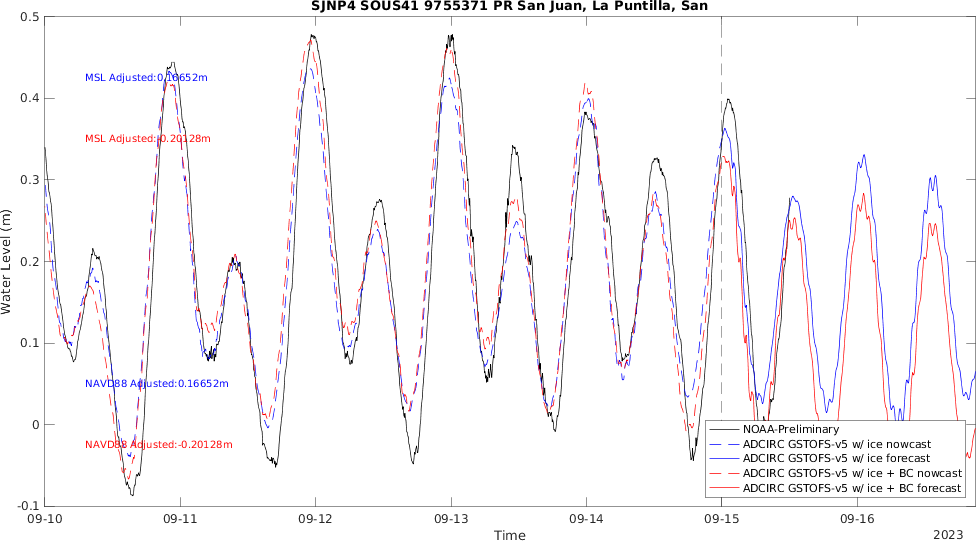 SJNP4 SOUS41 9755371 PR San Juan, La Puntilla, San
0.5
0.4
0.3
0.2
0.1
0
-0.1
Water Level (m)
MSL Adjusted:0.16652m
MSL Adjusted:-0.20128m
NAVD88 Adjusted:0.16652m
NAVD88 Adjusted:-0.20128m
NOAA-Preliminary
ADCIRC GSTOFS-v5 w/ ice nowcast
ADCIRC GSTOFS-v5 w/ ice forecast
ADCIRC GSTOFS-v5 w/ ice + BC nowcast
ADCIRC GSTOFS-v5 w/ ice + BC forecast
09-10 09-11 09-12 09-13 09-14 09-15 09-16
Time
2023